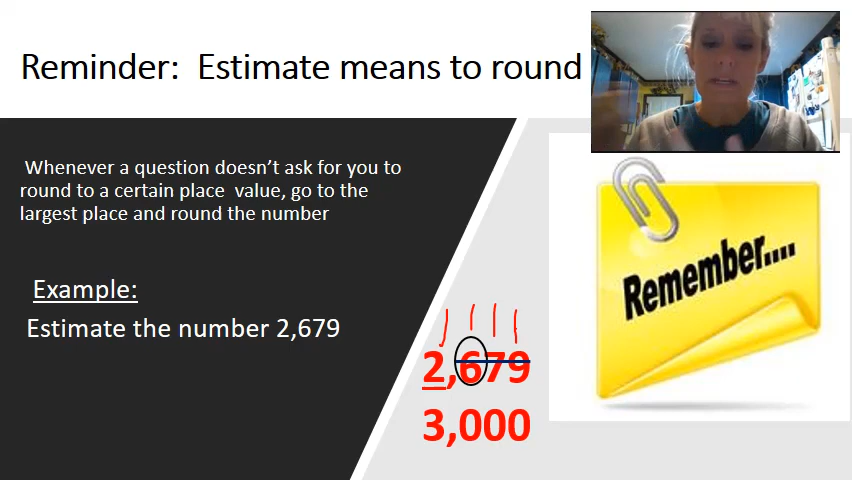 Reminder:  Estimate means to round
Whenever a question doesn't ask for you to
round to a certain place  value, go to the
largest place and round the number
Example:
Estimate the number 2,679
2,679
3,000
Remember....